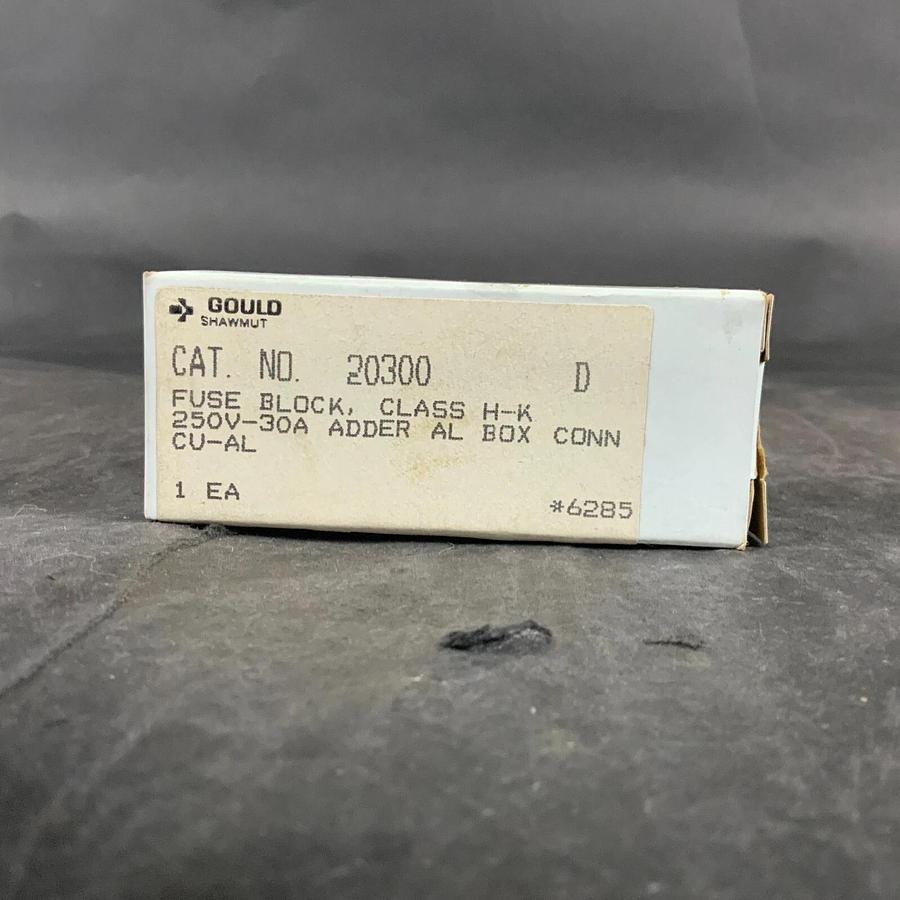 GOULD
SHAWMUT
CAT. NO. 20300 D
FUSE BLOCK, CLASS H-K
250V-30A ADDER AL BOX CONN
CU-AL
1 EA
#6285